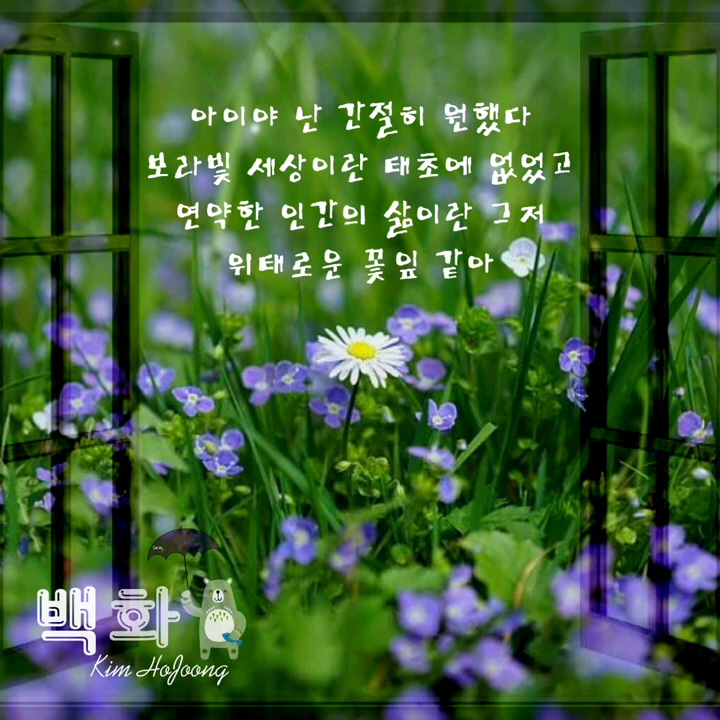 아이야 난 간절히 원했다
보라빛 세상이란 태초에 없었고
연약한 인간의 삶이란 그저
위태로운 꽃잎 같아
백화
Kim HoJoong